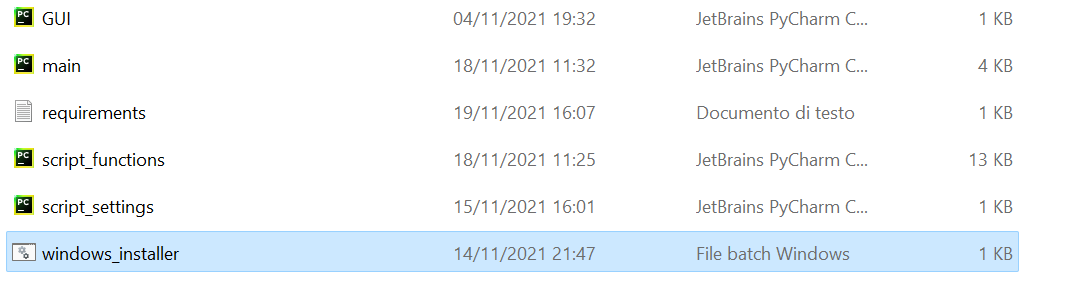 GUI 04/11/2021 19:32 JetBrains PyCharm C... 1 KB
main 18/11/2021 11:32 JetBrains PyCharm C... 4 KB
requirements 19/11/2021 16:07 Documento di testo 1 KB
script_functions 18/11/2021 11:25 JetBrains PyCharm C... 13 KB
script_settings 15/11/2021 16:01 JetBrains PyCharm C... 1 KB
windows_installer 14/11/2021 21:47 File batch Windows 1 KB